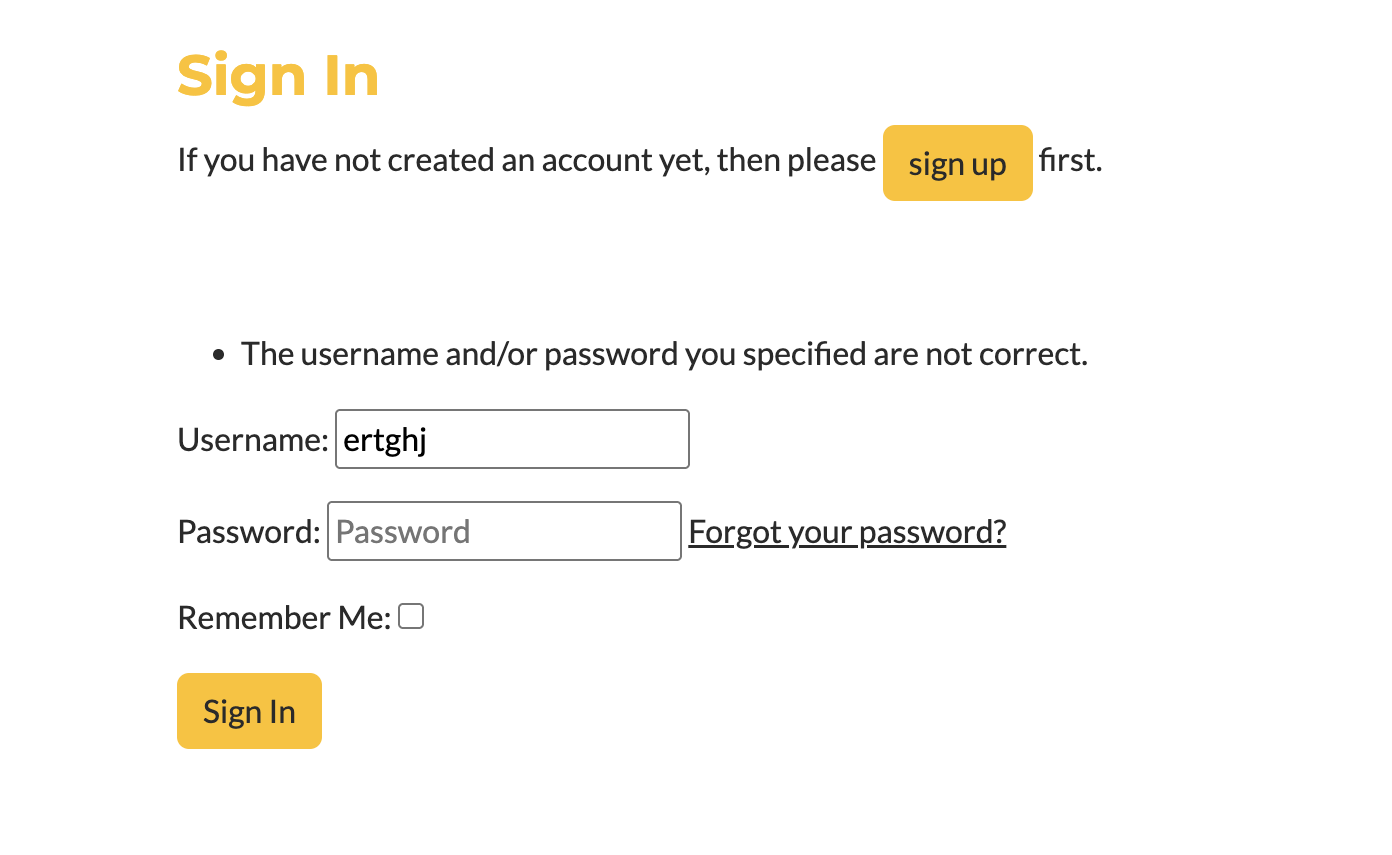 Sign In
If you have not created an account yet, then please sign up first.
• The username and/or password you specified are not correct.
Username: ertghj
Password: Password Forgot your password?
Remember Me:
Sign In